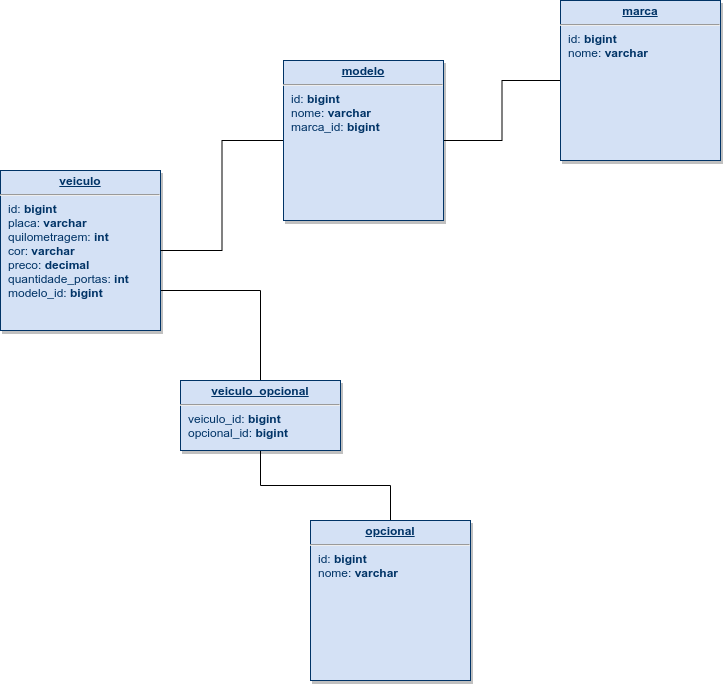 marca
id: bigint
nome: varchar
modelo
id: bigint
nome: varchar
marca_id: bigint
veiculo
id: bigint
placa: varchar
quilometragem: int
cor: varchar
preco: decimal
quantidade_portas: int
modelo_id: bigint
veiculo_opcional
veiculo_id: bigint
opcional_id: bigint
opcional
id: bigint
nome: varchar